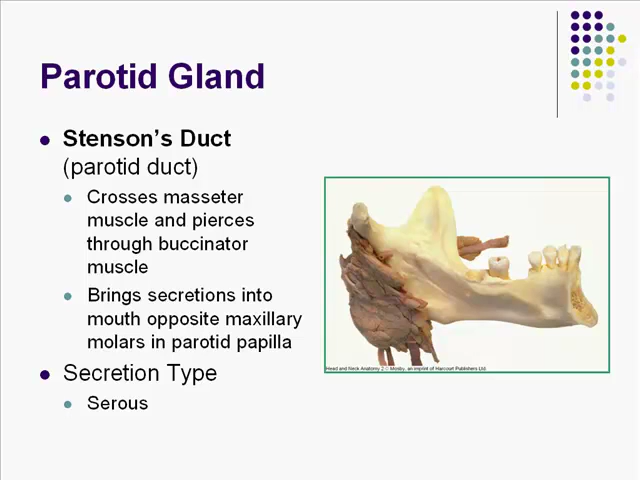 Parotid Gland
Stenson's Duct
(parotid duct)
Crosses masseter
muscle and pierces
through buccinator
muscle
Brings secretions into
mouth opposite maxillary
molars in parotid papilla
Secretion Type
Serous
Head and Neck Anatomy 2 © Mosby, an imprint of Harcourt Publishers Ltd.